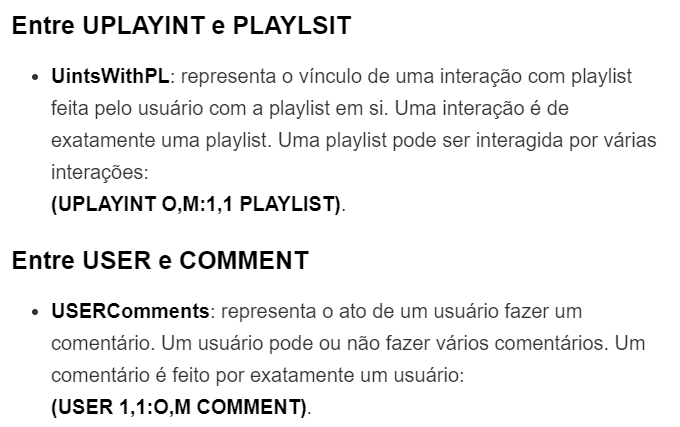 Entre UPLAYINT e PLAYLSIT
• UintsWithPL: representa o vínculo de uma interação com playlist
feita pelo usuário com a playlist em si. Uma interação é de
exatamente uma playlist. Uma playlist pode ser interagida por várias
interações:
(UPLAYINT O,M:1,1 PLAYLIST).
Entre USER e COMMENT
• USERComments: representa o ato de um usuário fazer um
comentário. Um usuário pode ou não fazer vários comentários. Um
comentário é feito por exatamente um usuário:
(USER 1,1:O,M COMMENT).